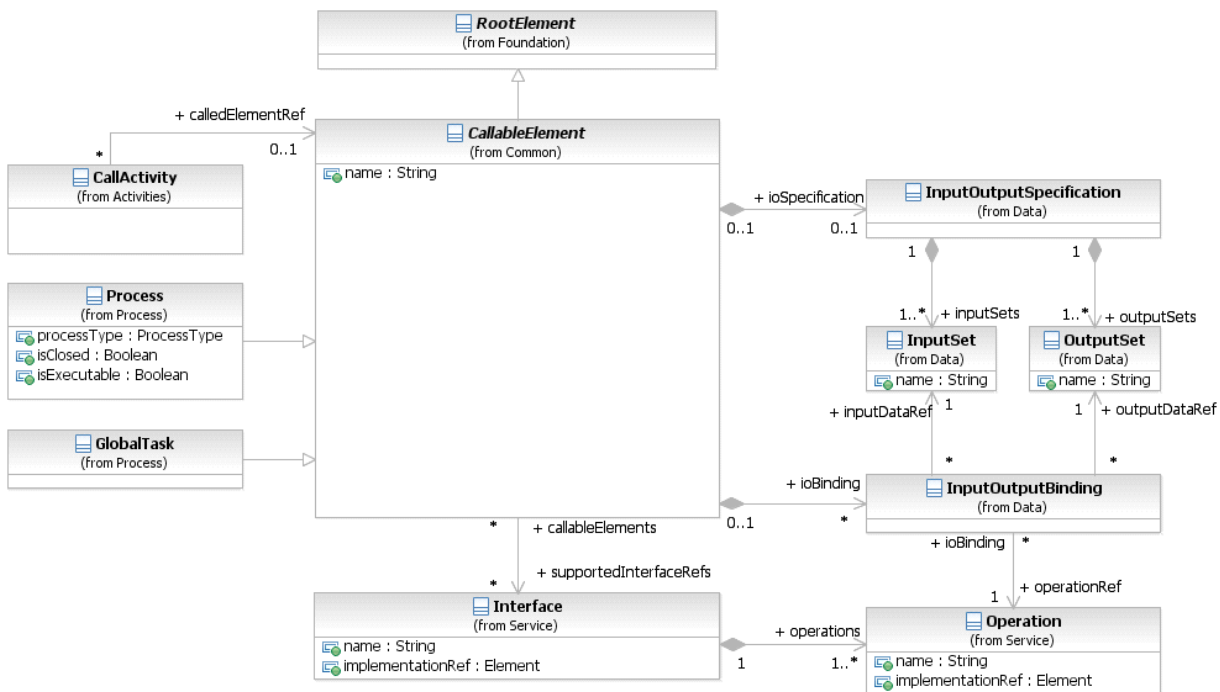 RootElement
(from Foundation)
+ calledElementRef
0..1
*
CallableElement
(from Common)
name : String
CallActivity
(from Activities)
+ ioSpecification
0..1
0..1
InputOutputSpecification
(from Data)
1
1
Process
(from Process)
processType : ProcessType
isClosed : Boolean
isExecutable : Boolean
1..*
+ inputSets
1..*
+ outputSets
InputSet
(from Data)
name : String
OutputSet
(from Data)
name : String
+ inputDataRef
1
1
+ outputDataRef
GlobalTask
(from Process)
*
*
+ ioBinding
0..1
*
InputOutputBinding
(from Data)
*
+ callableElements
+ ioBinding
*
*
+ supportedInterfaceRefs
1
+ operationRef
Interface
(from Service)
name : String
implementationRef : Element
+ operations
1
1..*
Operation
(from Service)
name : String
implementationRef : Element